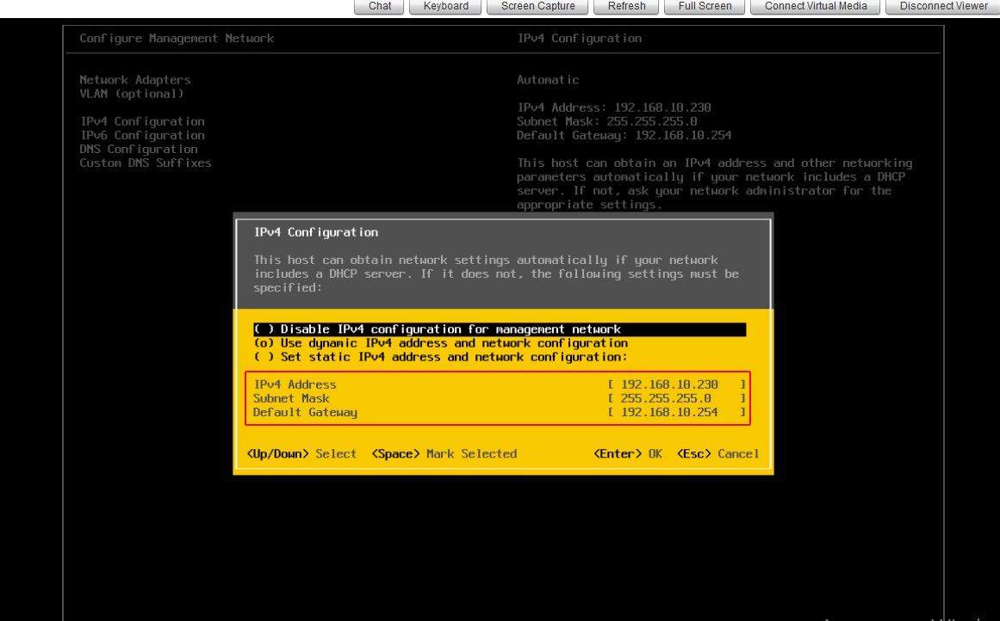 Chat Keyboard Screen Capture Refresh Full Screen Connect Virtual Media Disconnect Viewer
Configure Management Network IPv4 Configuration
Network Adapters Automatic
VLAN (optional)
IPv4 Address: 192.168.10.230
IPv4 Configuration Subnet Mask: 255.255.255.0
IPv6 Configuration Default Gateway: 192.168.10.254
DNS Configuration
Custom DNS Suffixes This host can obtain an IPv4 address and other networking
parameters automatically if your network includes a DHCP
server. If not, ask your network administrator for the
appropriate settings.
IPv4 Configuration
This host can obtain network settings automatically if your network
includes a DHCP server. If it does not, the following settings must be
specified:
( ) Disable IPv4 configuration for management network
(o) Use dynamic IPv4 address and network configuration
( ) Set static IPv4 address and network configuration:
IPv4 Address [ 192.168.10.230 ]
Subnet Mask [ 255.255.255.0 ]
Default Gateway [ 192.168.10.254 ]
<Up/Down> Select <Space> Mark Selected <Enter> OK <Esc> Cancel